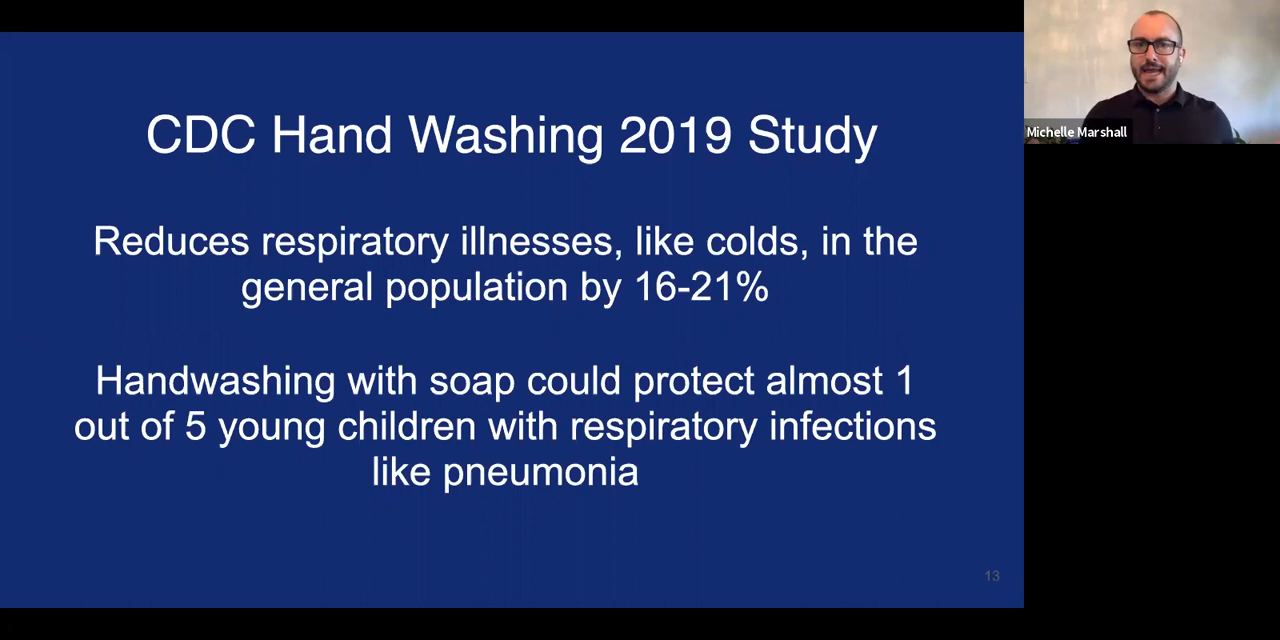 CDC Hand Washing 2019 Study
Reduces respiratory illnesses, like colds, in the
general population by 16-21%
Handwashing with soap could protect almost 1
out of 5 young children with respiratory infections
like pneumonia
13
Michelle Marshall